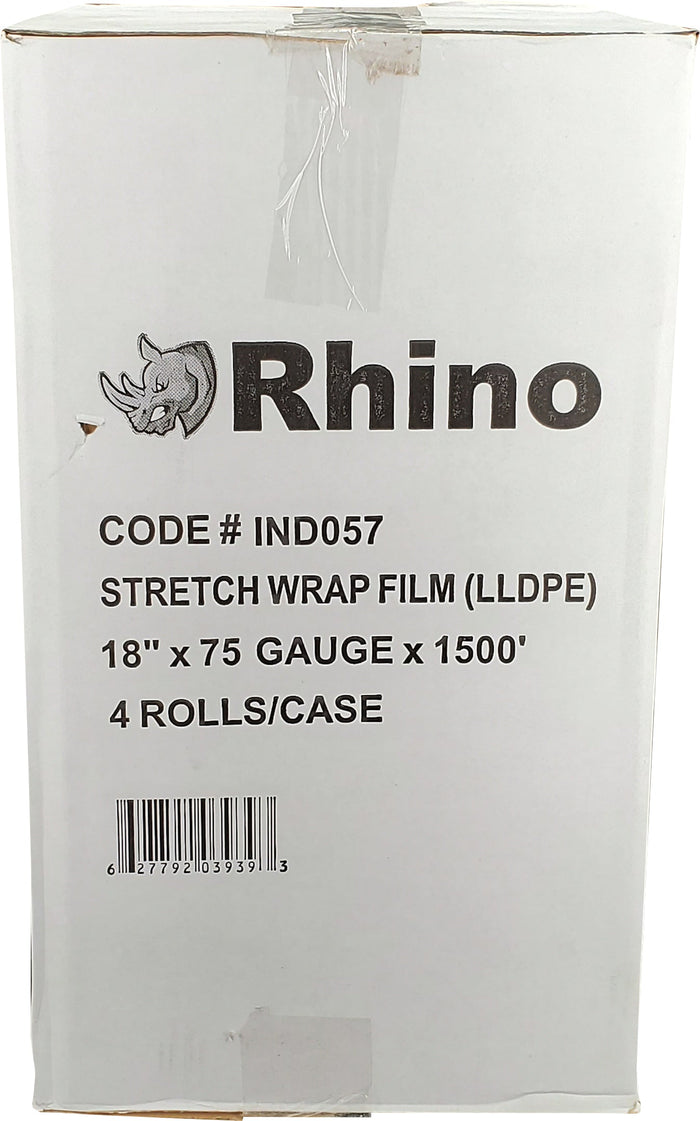 Rhino
CODE # IND057
STRETCH WRAP FILM (LLDPE)
18" x 75 GAUGE x 1500'
4 ROLLS/CASE
6 27792 03939 3